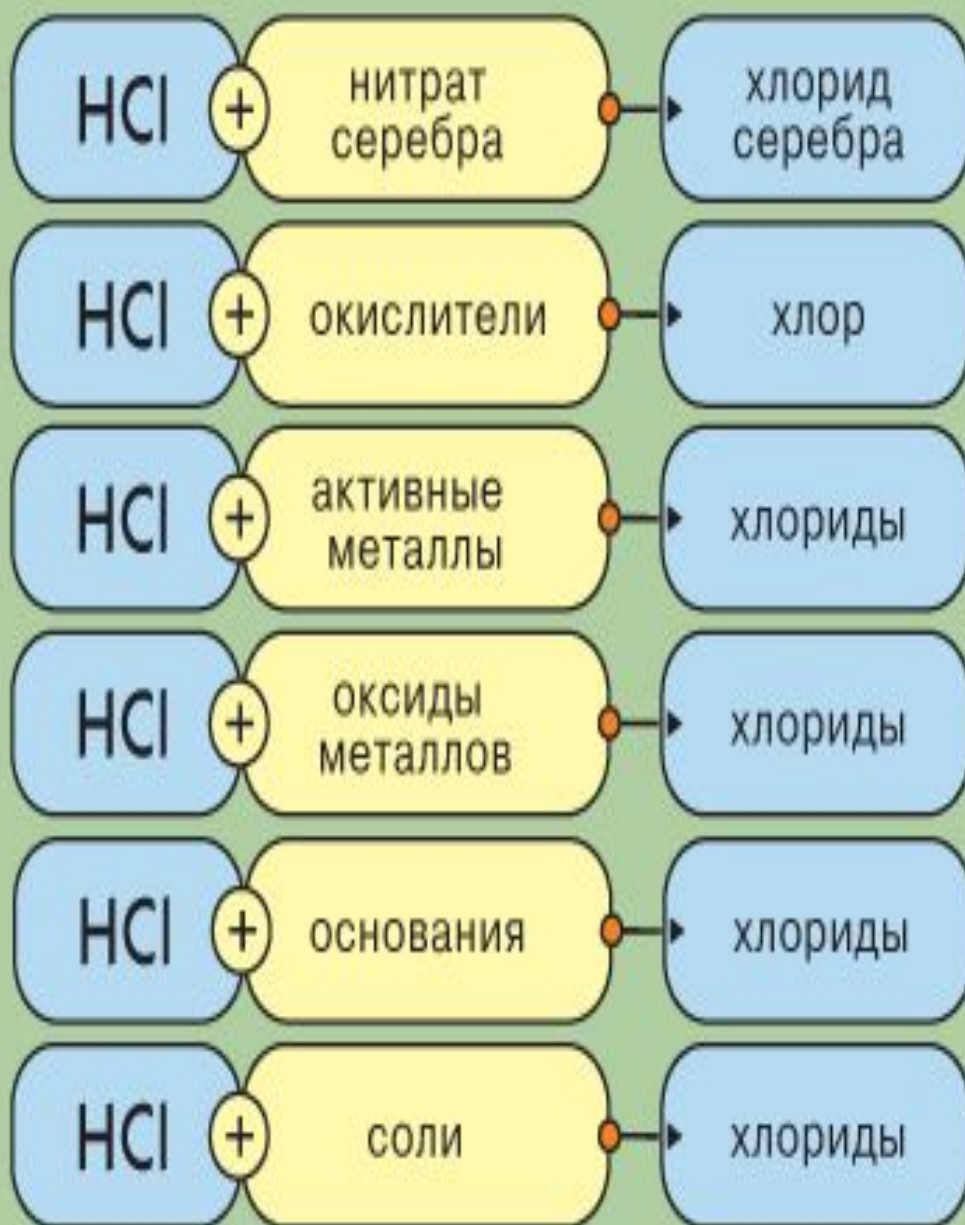 HCl + нитрат серебра хлорид серебра
HCl + окислители хлор
HCl + активные металлы хлориды
HCl + оксиды металлов хлориды
HCl + основания хлориды
HCl + соли хлориды